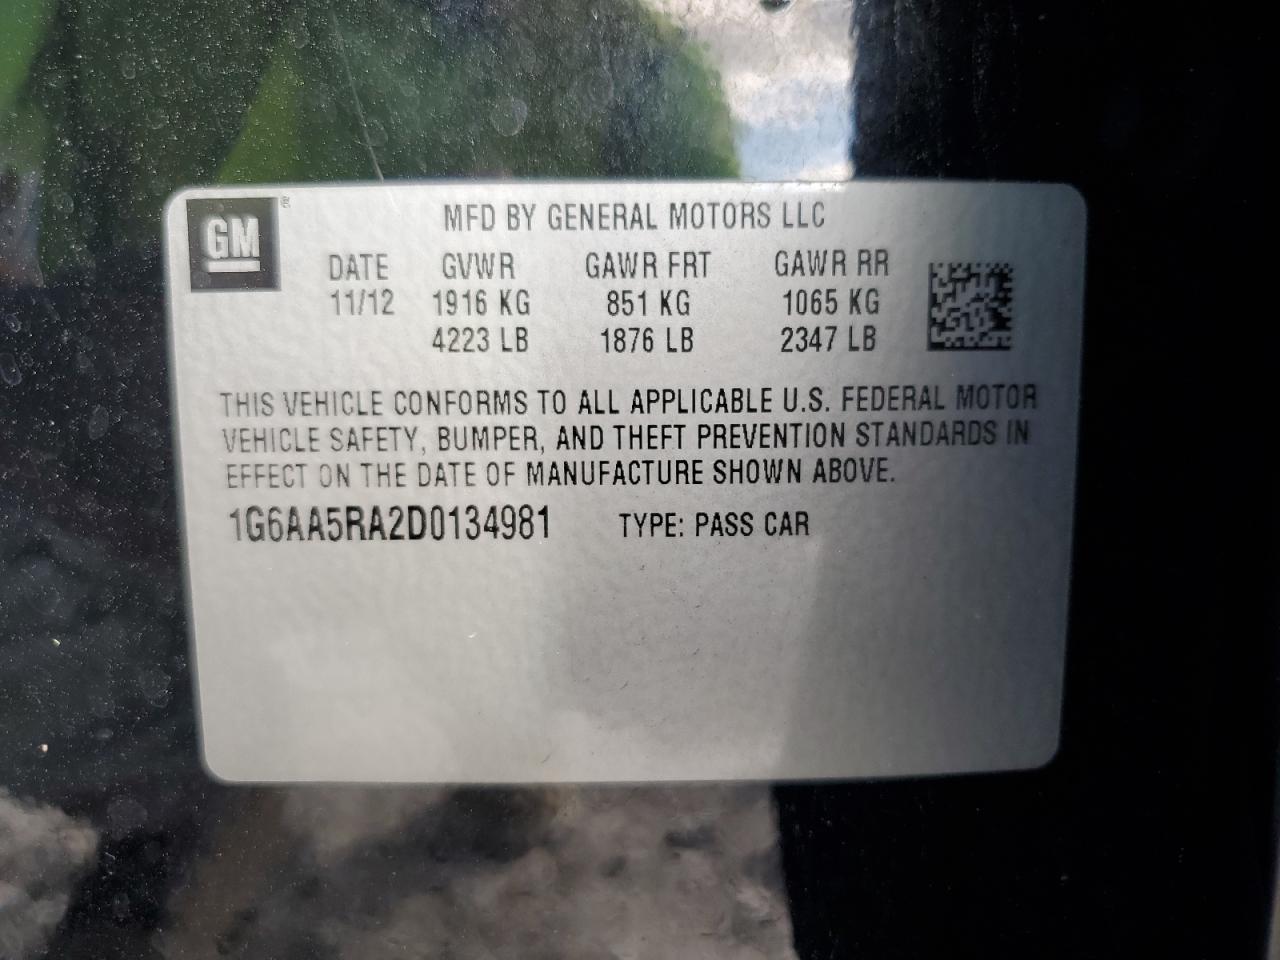 GM®
MFD BY GENERAL MOTORS LLC
DATE GVWR GAWR FRT GAWR RR
11/12 1916 KG 851 KG 1065 KG
4223 LB 1876 LB 2347 LB
THIS VEHICLE CONFORMS TO ALL APPLICABLE U.S. FEDERAL MOTOR
VEHICLE SAFETY, BUMPER, AND THEFT PREVENTION STANDARDS IN
EFFECT ON THE DATE OF MANUFACTURE SHOWN ABOVE.
1G6AA5RA2D0134981 TYPE: PASS CAR